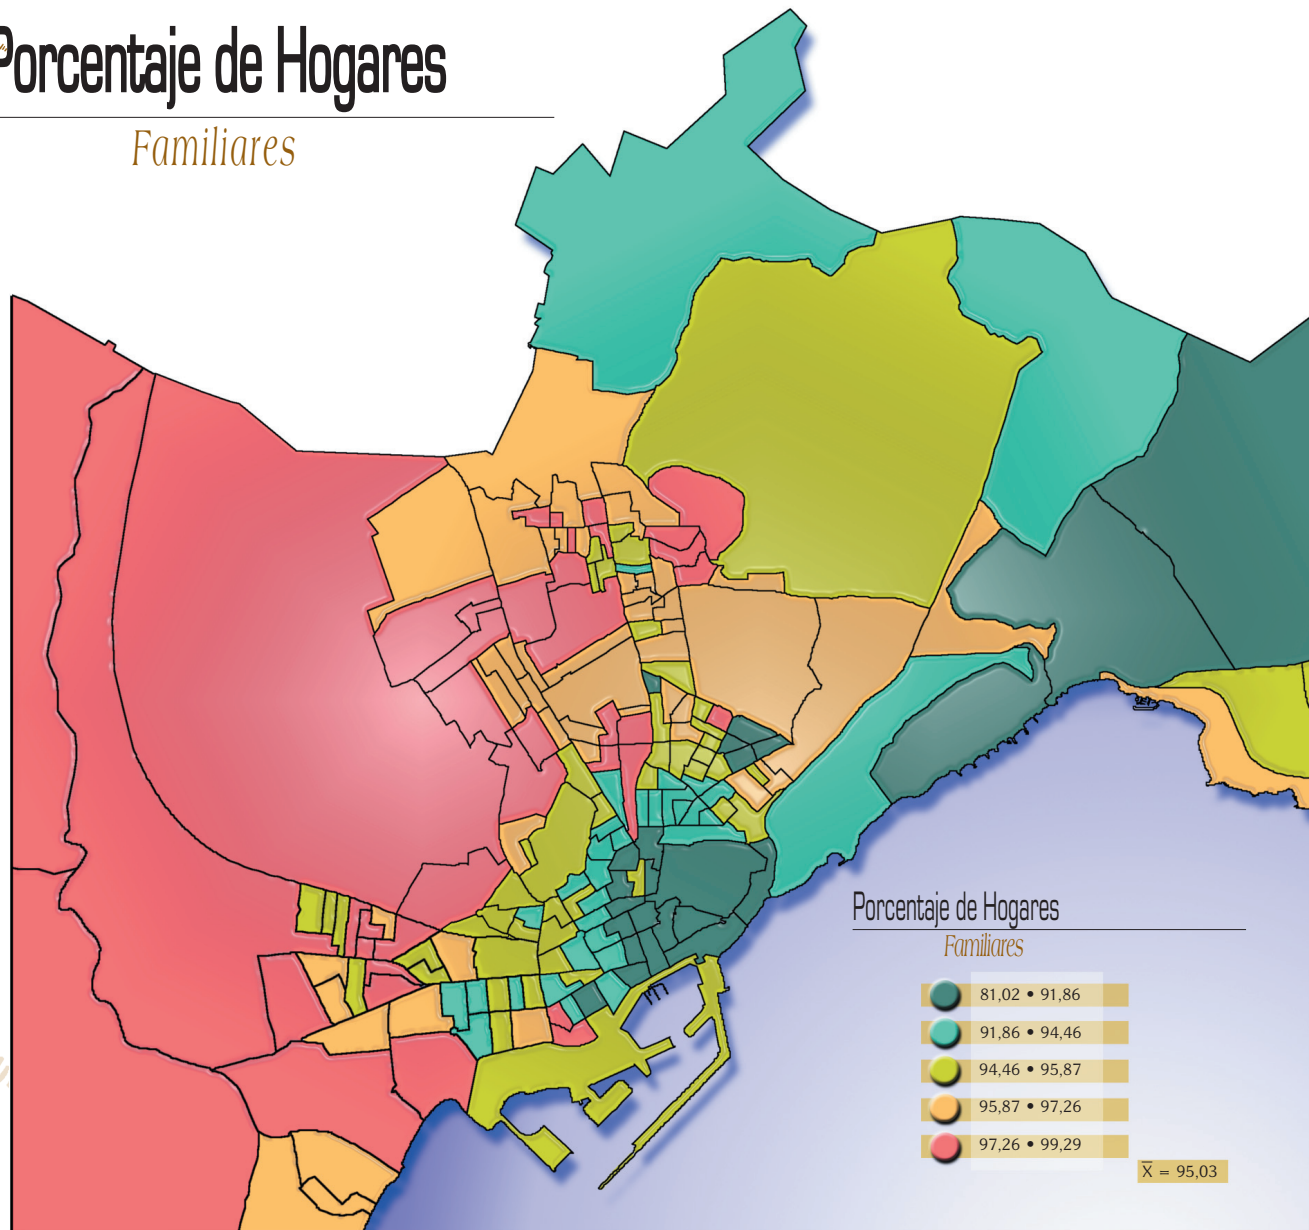 Porcentaje de Hogares
Familiares
Porcentaje de Hogares
Familiares
81,02 • 91,86
91,86 • 94,46
94,46 • 95,87
95,87 • 97,26
97,26 • 99,29
X̅ = 95,03